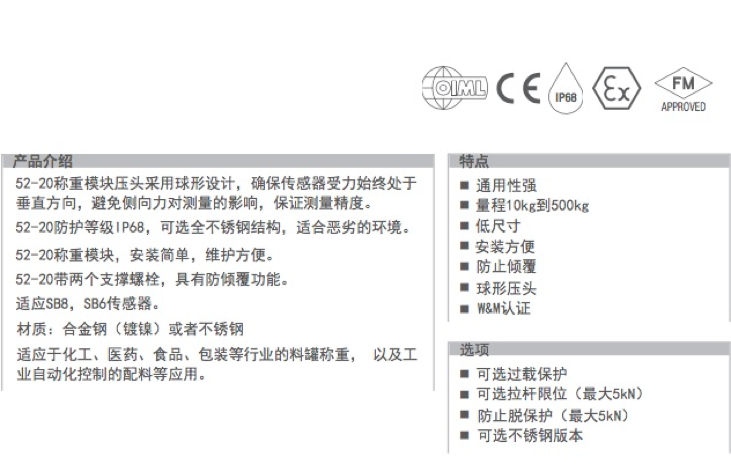 OIML
CE
IP68
Ex
FM
APPROVED
产品介绍
52-20称重模块压头采用球形设计，确保传感器受力始终处于
垂直方向，避免侧向力对测量的影响，保证测量精度。
52-20防护等级IP68，可选全不锈钢结构，适合恶劣的环境。
52-20称重模块，安装简单，维护方便。
52-20带两个支撑螺栓，具有防倾覆功能。
适应SB8，SB6传感器。
材质：合金钢（镀镍）或者不锈钢
适应于化工、医药、食品、包装等行业的料罐称重， 以及工
业自动化控制的配料等应用。
特点
■ 通用性强
■ 量程10kg到500kg
■ 低尺寸
■ 安装方便
■ 防止倾覆
■ 球形压头
■ W&M认证
选项
■ 可选过载保护
■ 可选拉杆限位（最大5kN）
■ 防止脱保护（最大5kN）
■ 可选不锈钢版本